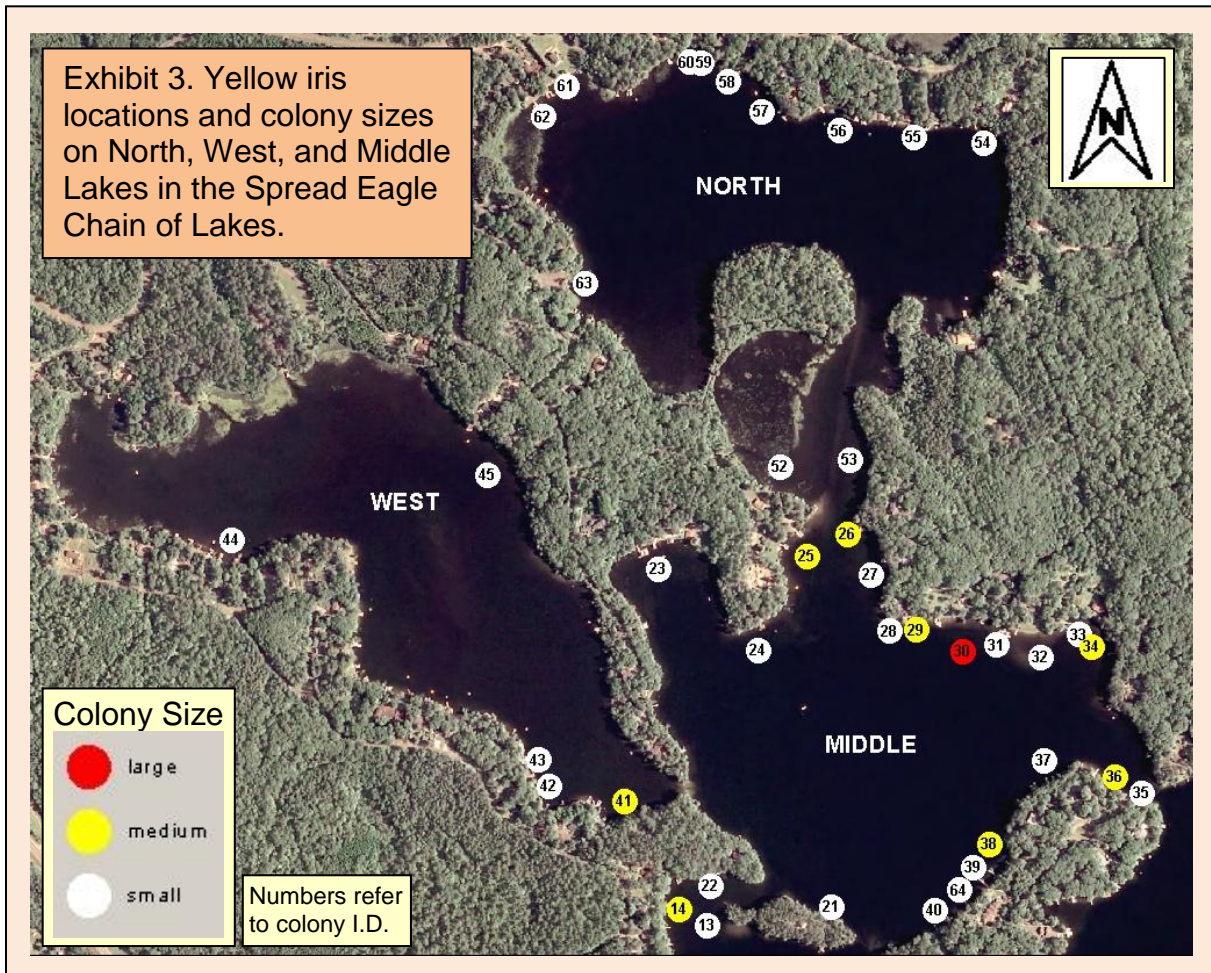 Exhibit 3. Yellow iris
locations and colony sizes
on North, West, and Middle
Lakes in the Spread Eagle
Chain of Lakes.
N
60 59
61
58
62
57
56
55
54
NORTH
63
52
53
45
WEST
44
26
25
23
27
28
29
33
24
30
31
32
34
MIDDLE
43
37
42
41
36
35
38
39
22
64
14
21
40
13
Colony Size
large
medium
small
Numbers refer
to colony I.D.